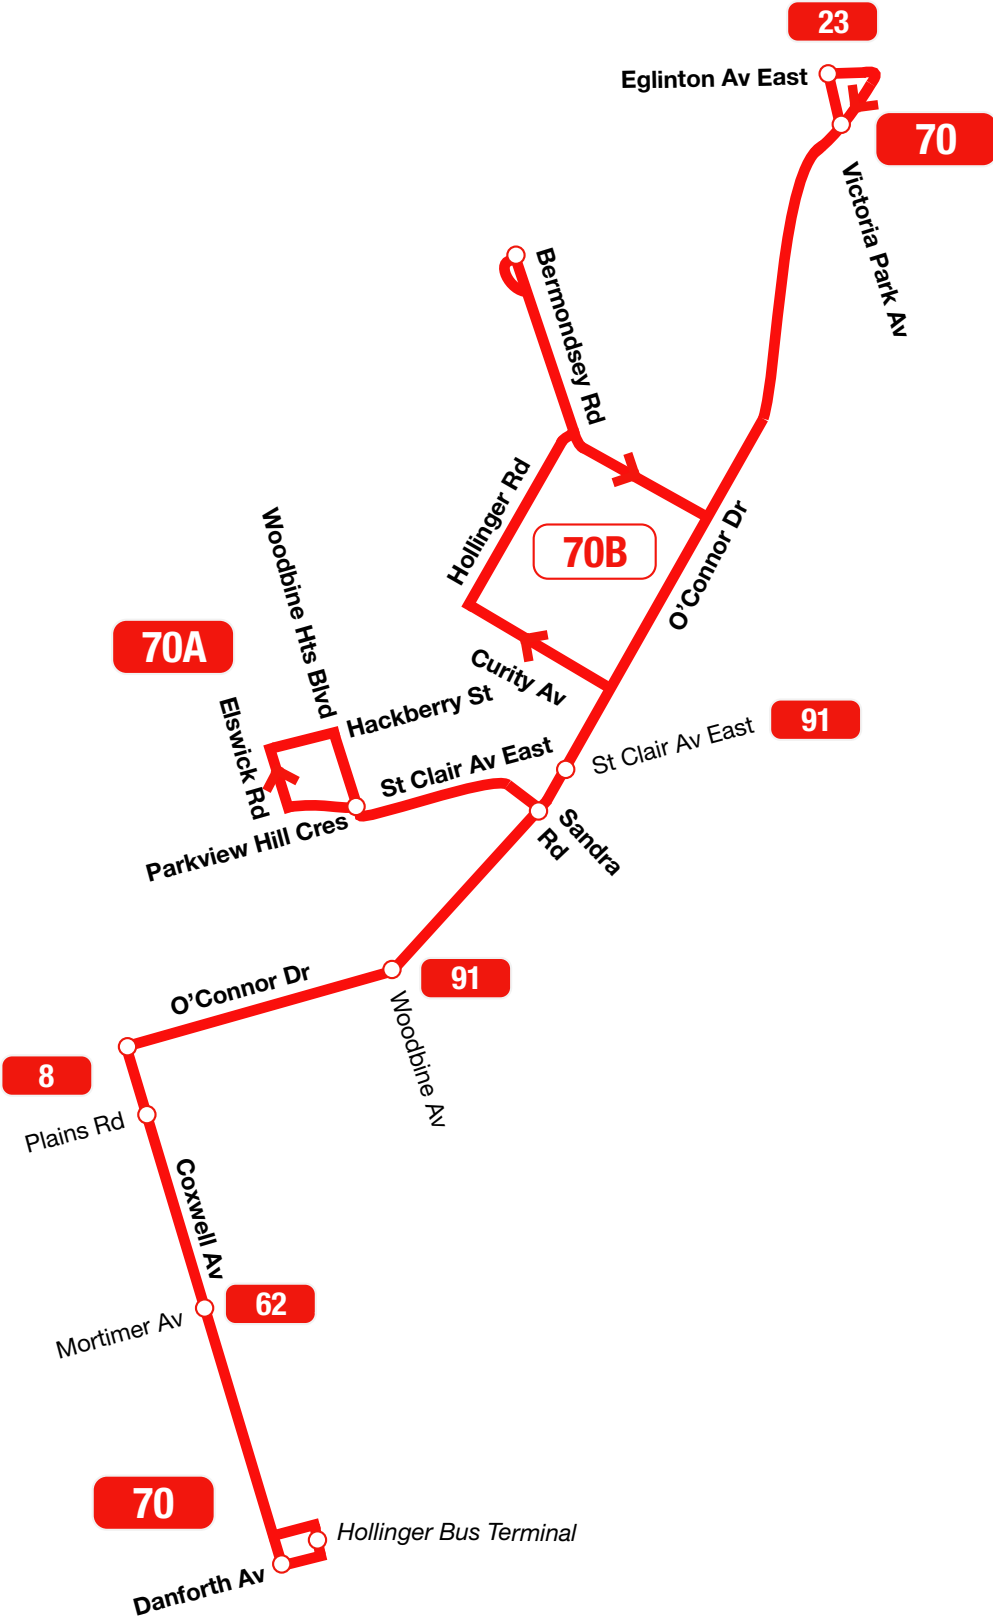 23
Eglinton Av East
70
Victoria Park Av
Bermondsey Rd
Hollinger Rd
70B
O'Connor Dr
Woodbine Hts Blvd
70A
Curity Av
Elswick Rd
Hackberry St
91
St Clair Av East
St Clair Av East
Parkview Hill Cres
Sandra
Rd
O'Connor Dr
91
Woodbine Av
8
Plains Rd
Coxwell Av
62
Mortimer Av
70
Hollinger Bus Terminal
Danforth Av